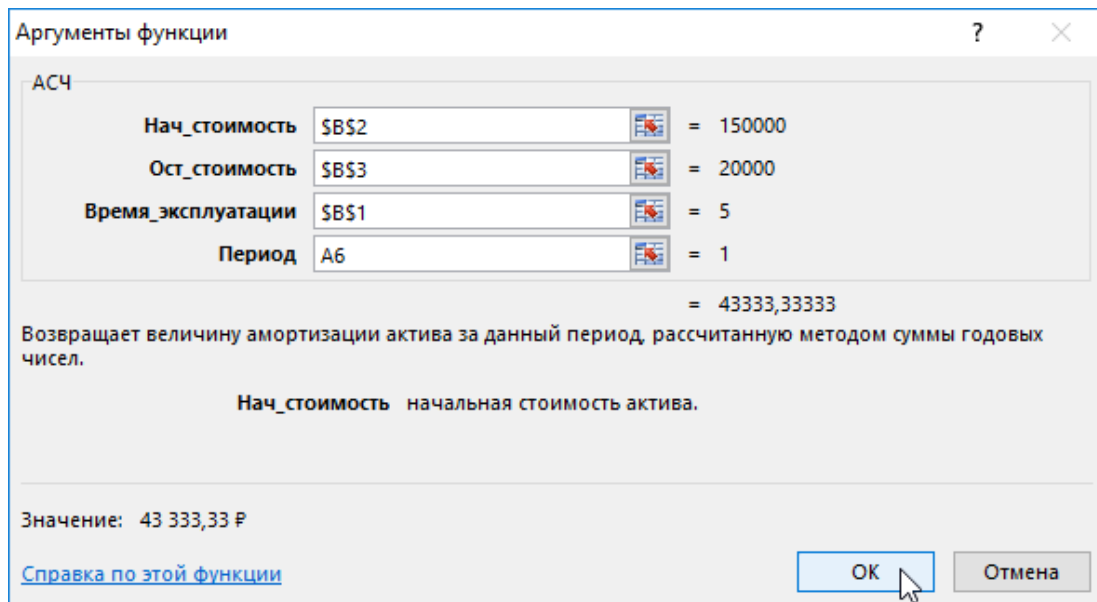 Аргументы функции ?
АСЧ
Нач_стоимость $B$2 = 150000
Ост_стоимость $B$3 = 20000
Время_эксплуатации $B$1 = 5
Период A6 = 1
= 43333,33333
Возвращает величину амортизации актива за данный период, рассчитанную методом суммы годовых
чисел.
Нач_стоимость начальная стоимость актива.
Значение: 43 333,33 ₽
Справка по этой функции ОК Отмена